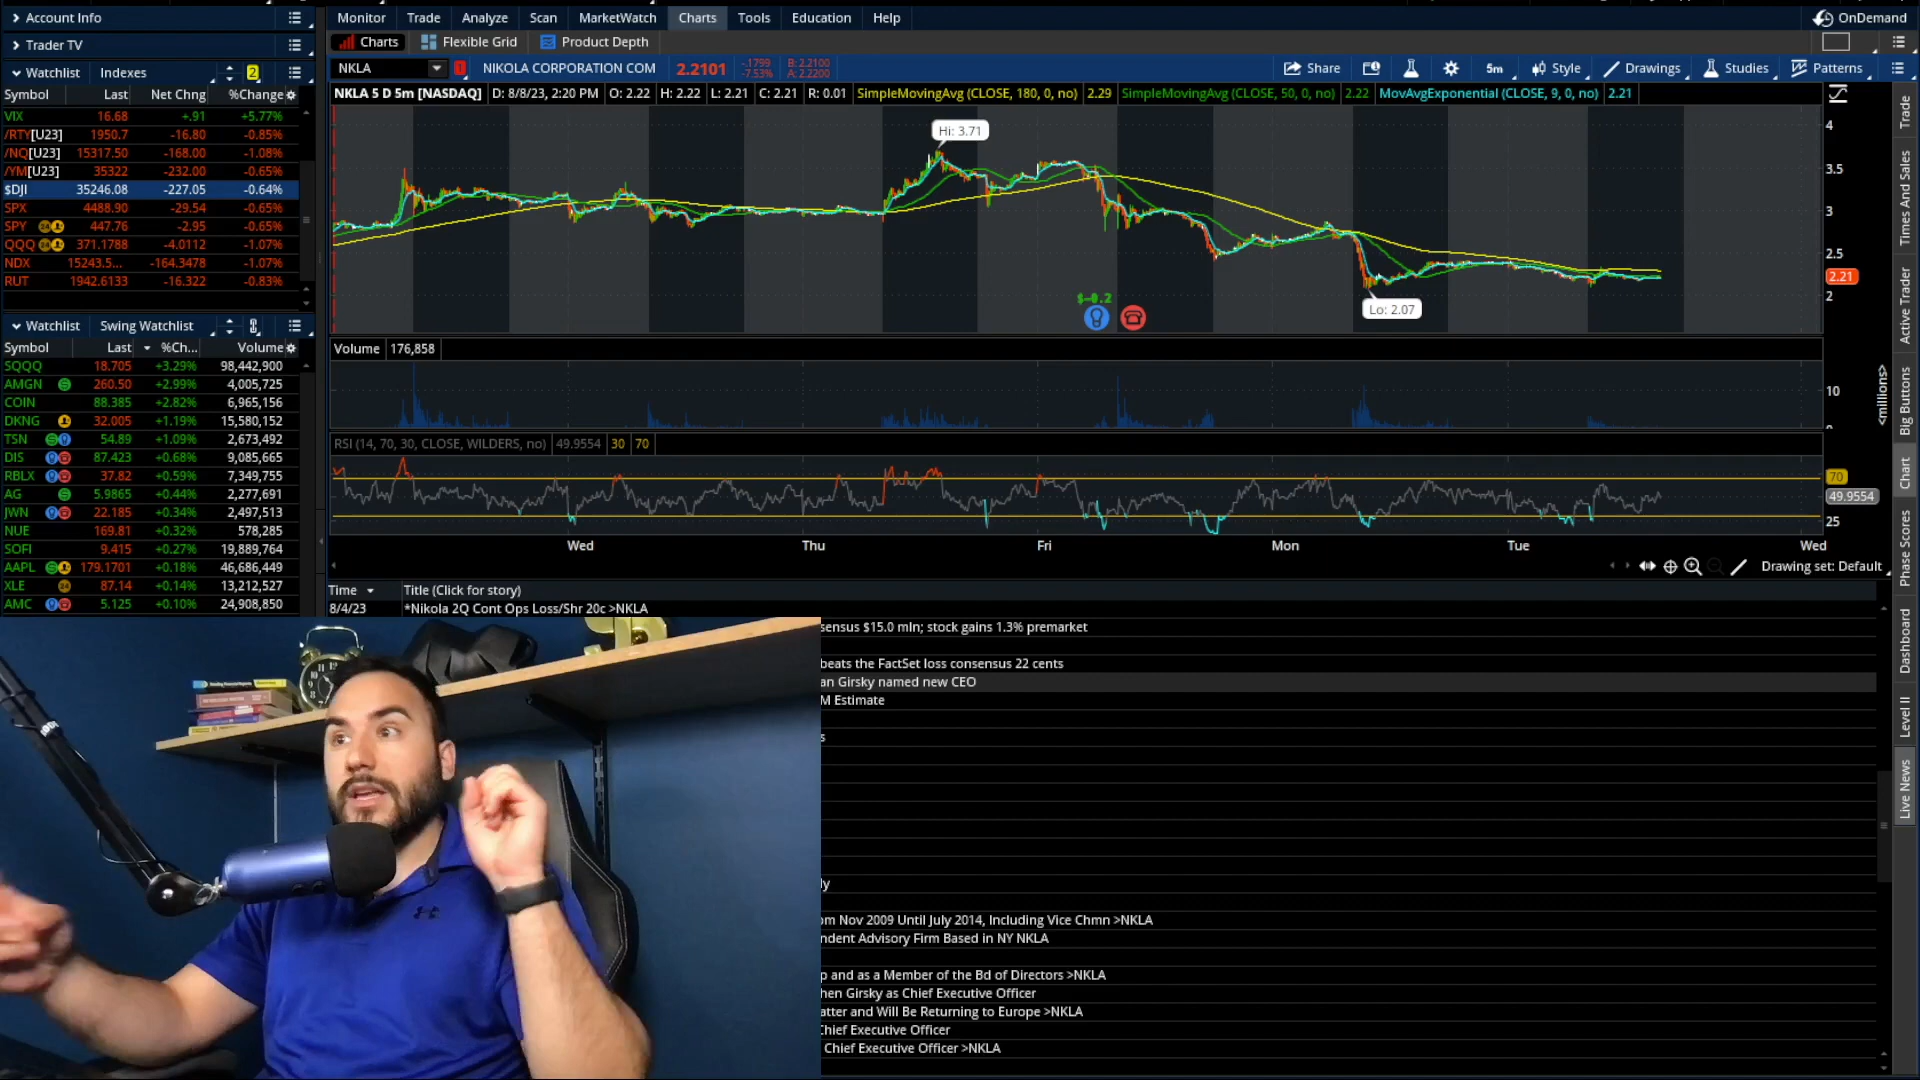 Account Info
Trader TV
Watchlist Indexes 2
Symbol Last Net Chng %Change
VIX 16.68 +.91 +5.77%
/RTY[U23] 1950.7 -16.80 -0.85%
/NQ[U23] 15317.50 -168.00 -1.08%
/YM[U23] 35322 -232.00 -0.65%
$DJI 35246.08 -227.05 -0.64%
SPX 4488.90 -29.54 -0.65%
SPY 447.76 -2.95 -0.65%
QQQ 371.1788 -4.0112 -1.07%
NDX 15243.5... -164.3478 -1.07%
RUT 1942.6133 -16.322 -0.83%
Watchlist Swing Watchlist
Symbol Last %Ch... Volume
SQQQ 18.705 +3.29% 98,442,900
AMGN 260.50 +2.99% 4,005,725
COIN 88.385 +2.82% 6,965,156
DKNG 32.005 +1.19% 15,580,152
TSN 54.89 +1.09% 2,673,492
DIS 87.423 +0.68% 9,085,665
RBLX 37.82 +0.59% 7,349,755
AG 5.9865 +0.44% 2,277,691
JWN 22.185 +0.34% 2,497,513
NUE 169.81 +0.32% 578,285
SOFI 9.415 +0.27% 19,889,764
AAPL 179.1701 +0.18% 46,686,449
XLE 87.14 +0.14% 13,212,527
AMC 5.125 +0.10% 24,908,850
Monitor Trade Analyze Scan MarketWatch Charts Tools Education Help OnDemand
Charts Flexible Grid Product Depth
NKLA NIKOLA CORPORATION COM 2.2101 -.1799 -7.53% B: 2.2100 A: 2.2200 Share 5m Style Drawings Studies Patterns
NKLA 5 D 5m [NASDAQ] D: 8/8/23, 2:20 PM O: 2.22 H: 2.22 L: 2.21 C: 2.21 R: 0.01 SimpleMovingAvg (CLOSE, 180, 0, no) 2.29 SimpleMovingAvg (CLOSE, 50, 0, no) 2.22 MovAvgExponential (CLOSE, 9, 0, no) 2.21
Hi: 3.71
4
3.5
3
2.5
2.21
2
$-0.2
Lo: 2.07
Volume 176,858
10
<millions>
RSI (14, 70, 30, CLOSE, WILDERS, no) 49.9554 30 70
70
49.9554
25
Wed Thu Fri Mon Tue Wed
Drawing set: Default
Time Title (Click for story)
8/4/23 *Nikola 2Q Cont Ops Loss/Shr 20c >NKLA
sensus $15.0 mln; stock gains 1.3% premarket
beats the FactSet loss consensus 22 cents
an Girsky named new CEO
M Estimate
s
ly
om Nov 2009 Until July 2014, Including Vice Chmn >NKLA
ndent Advisory Firm Based in NY NKLA
p and as a Member of the Bd of Directors >NKLA
hen Girsky as Chief Executive Officer
atter and Will Be Returning to Europe >NKLA
Chief Executive Officer
Chief Executive Officer >NKLA
Trade
Times And Sales
Active Trader
Big Buttons
Chart
Phase Scores
Dashboard
Level II
Live News